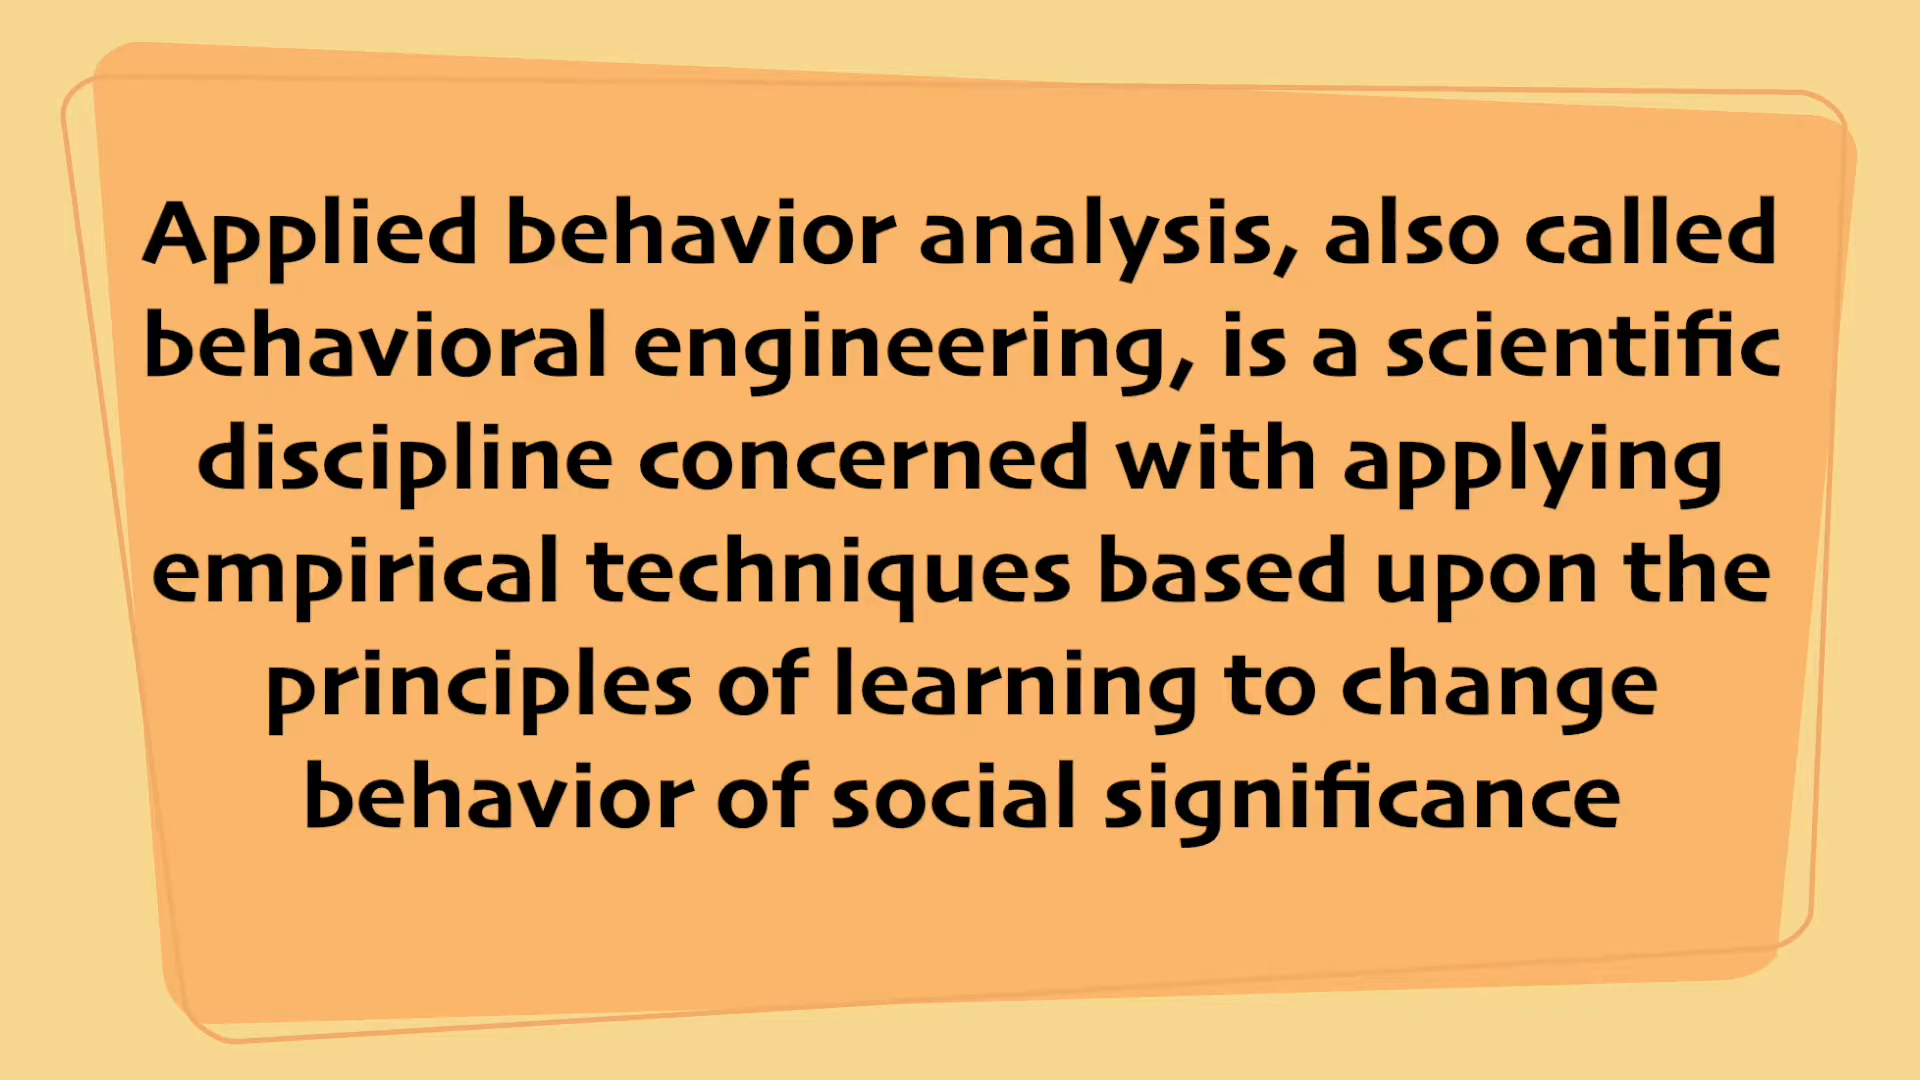 Applied behavior analysis, also called
behavioral engineering, is a scientific
discipline concerned with applying
empirical techniques based upon the
principles of learning to change
behavior of social significance